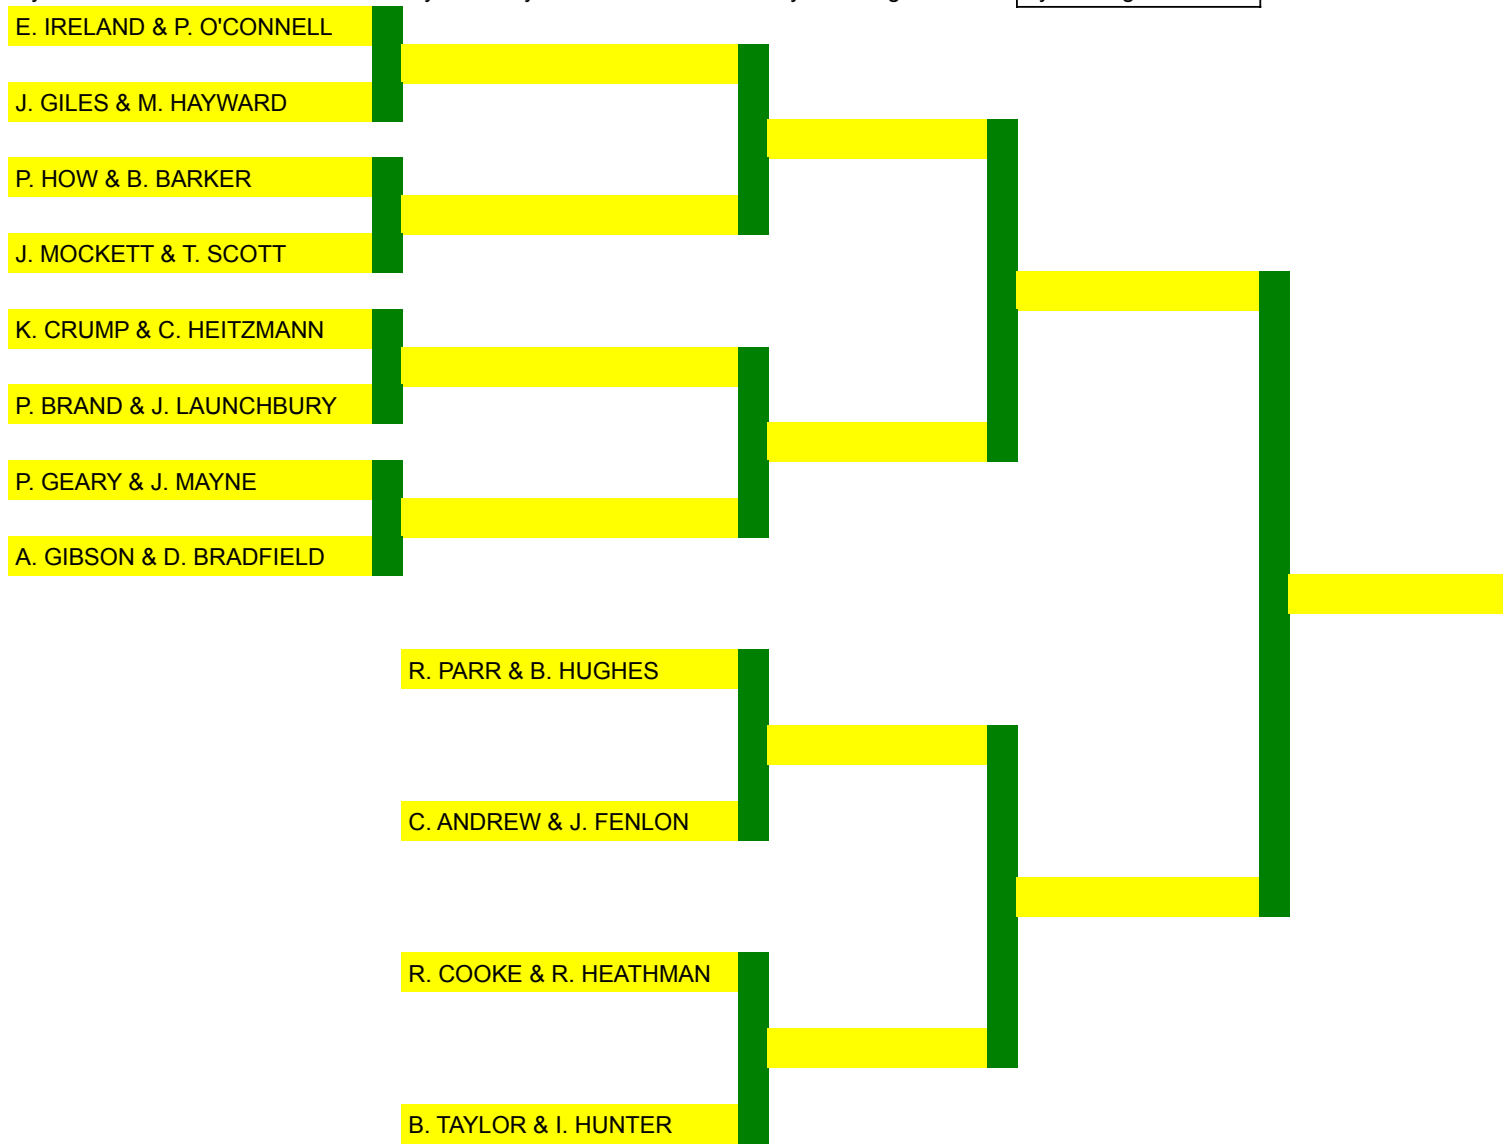 E. IRELAND & P. O'CONNELL
J. GILES & M. HAYWARD
P. HOW & B. BARKER
J. MOCKETT & T. SCOTT
K. CRUMP & C. HEITZMANN
P. BRAND & J. LAUNCHBURY
P. GEARY & J. MAYNE
A. GIBSON & D. BRADFIELD
R. PARR & B. HUGHES
C. ANDREW & J. FENLON
R. COOKE & R. HEATHMAN
B. TAYLOR & I. HUNTER